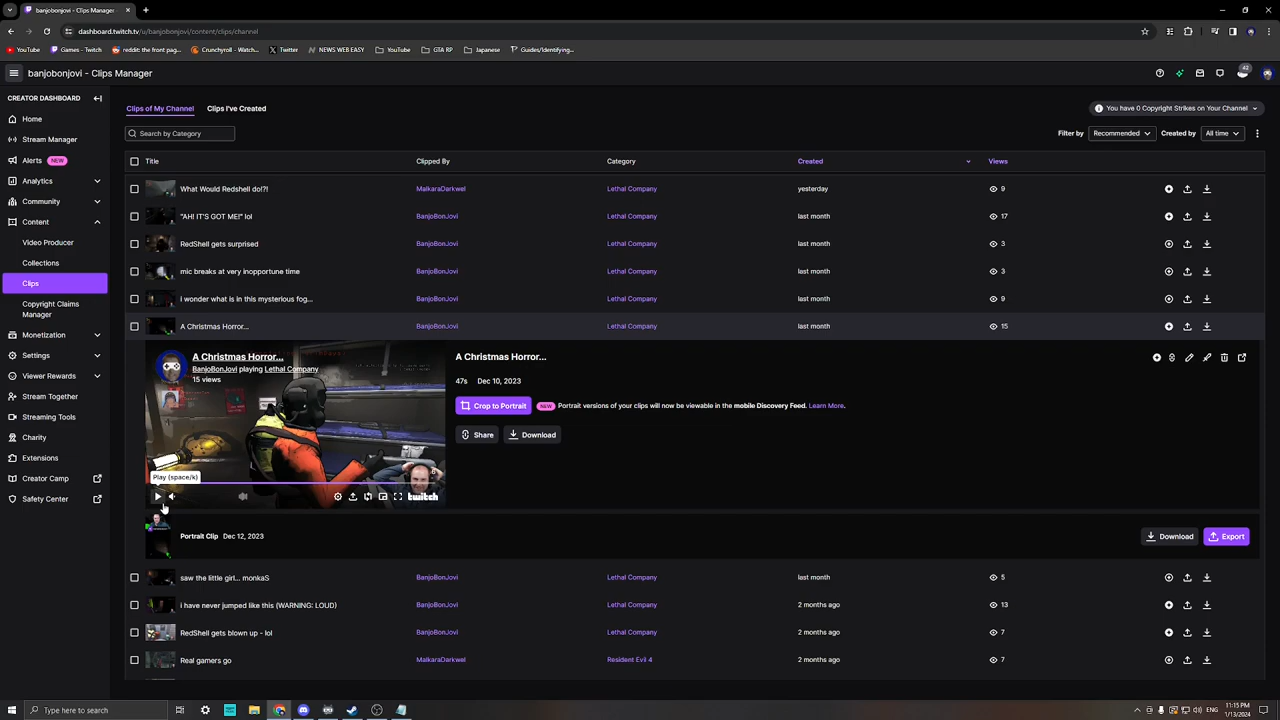 banjobonjovi - Clips Manager
dashboard.twitch.tv/u/banjobonjovi/content/clips/channel
YouTube
Games - Twitch
reddit: the front pag...
Crunchyroll - Watch...
Twitter
NEWS WEB EASY
YouTube
GTA RP
Japanese
Guides/Identifying...
banjobonjovi - Clips Manager
42
CREATOR DASHBOARD
Home
Stream Manager
Alerts NEW
Analytics
Community
Content
Video Producer
Collections
Clips
Copyright Claims
Manager
Monetization
Settings
Viewer Rewards
Stream Together
Streaming Tools
Charity
Extensions
Creator Camp
Safety Center
Clips of My Channel
Clips I've Created
You have 0 Copyright Strikes on Your Channel
Search by Category
Filter by Recommended Created by All time
Title Clipped By Category Created Views
What Would Redshell do!?! MalkaraDarkwel Lethal Company yesterday 9
"AH! IT'S GOT ME!" lol BanjoBonJovi Lethal Company last month 17
RedShell gets surprised BanjoBonJovi Lethal Company last month 3
mic breaks at very inopportune time BanjoBonJovi Lethal Company last month 3
i wonder what is in this mysterious fog... BanjoBonJovi Lethal Company last month 9
A Christmas Horror... BanjoBonJovi Lethal Company last month 15
A Christmas Horror...
BanjoBonJovi playing Lethal Company
15 views
Play (space/k)
twitch
A Christmas Horror...
47s Dec 10, 2023
Crop to Portrait NEW Portrait versions of your clips will now be viewable in the mobile Discovery Feed. Learn More.
Share Download
Portrait Clip Dec 12, 2023 Download Export
saw the little girl... monkaS BanjoBonJovi Lethal Company last month 5
i have never jumped like this (WARNING: LOUD) BanjoBonJovi Lethal Company 2 months ago 13
RedShell gets blown up - lol BanjoBonJovi Lethal Company 2 months ago 7
Real gamers go MalkaraDarkwel Resident Evil 4 2 months ago 7
Type here to search
ENG
11:15 PM
1/13/2024